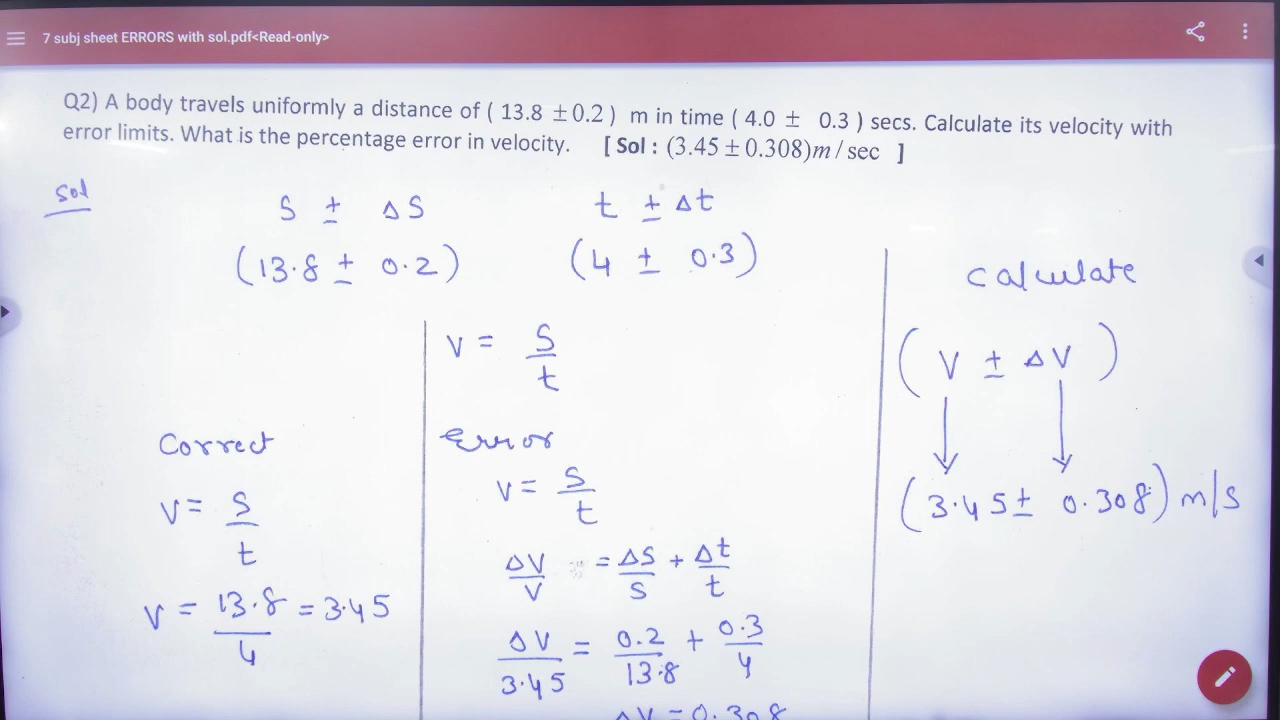 7 subj sheet ERRORS with sol.pdf<Read-only>
Q2) A body travels uniformly a distance of ( 13.8 ±0.2 ) m in time ( 4.0 ± 0.3 ) secs. Calculate its velocity with
error limits. What is the percentage error in velocity. [ Sol : (3.45±0.308)m/sec ]
Sol
S ± ΔS
t ± Δt
(13.8 ± 0.2)
(4 ± 0.3)
V = S/t
Correct
V = S/t
V = 13.8/4 = 3.45
Error
V = S/t
ΔV/V = ΔS/S + Δt/t
ΔV/3.45 = 0.2/13.8 + 0.3/4
ΔV = 0.308
Calculate
(V ± ΔV)
(3.45 ± 0.308) m/s